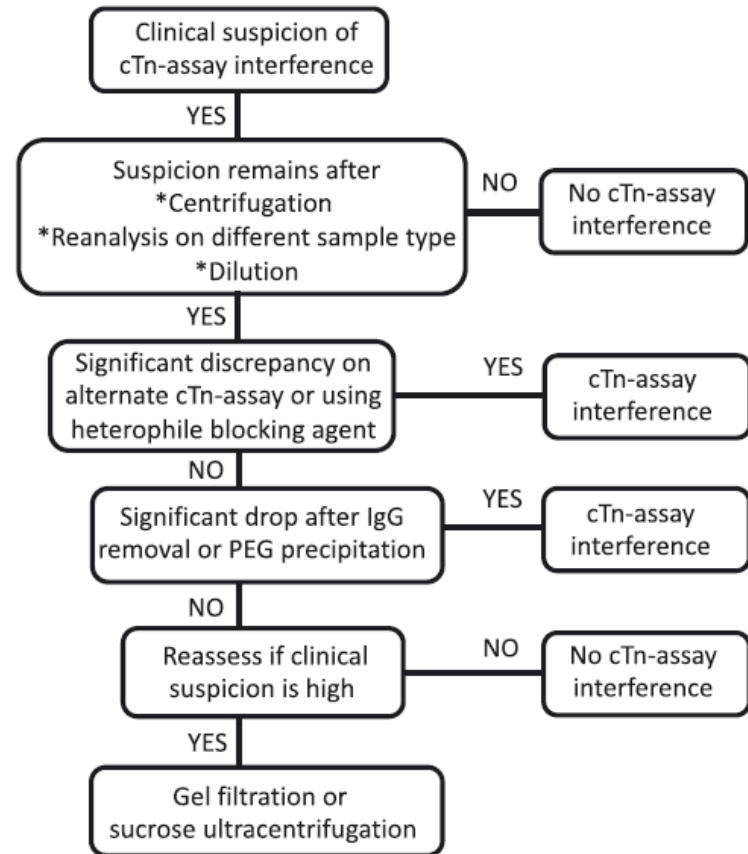 Clinical suspicion of
cTn-assay interference
YES
Suspicion remains after
*Centrifugation
*Reanalysis on different sample type
*Dilution
NO
No cTn-assay
interference
YES
Significant discrepancy on
alternate cTn-assay or using
heterophile blocking agent
YES
cTn-assay
interference
NO
Significant drop after IgG
removal or PEG precipitation
YES
cTn-assay
interference
NO
Reassess if clinical
suspicion is high
NO
No cTn-assay
interference
YES
Gel filtration or
sucrose ultracentrifugation